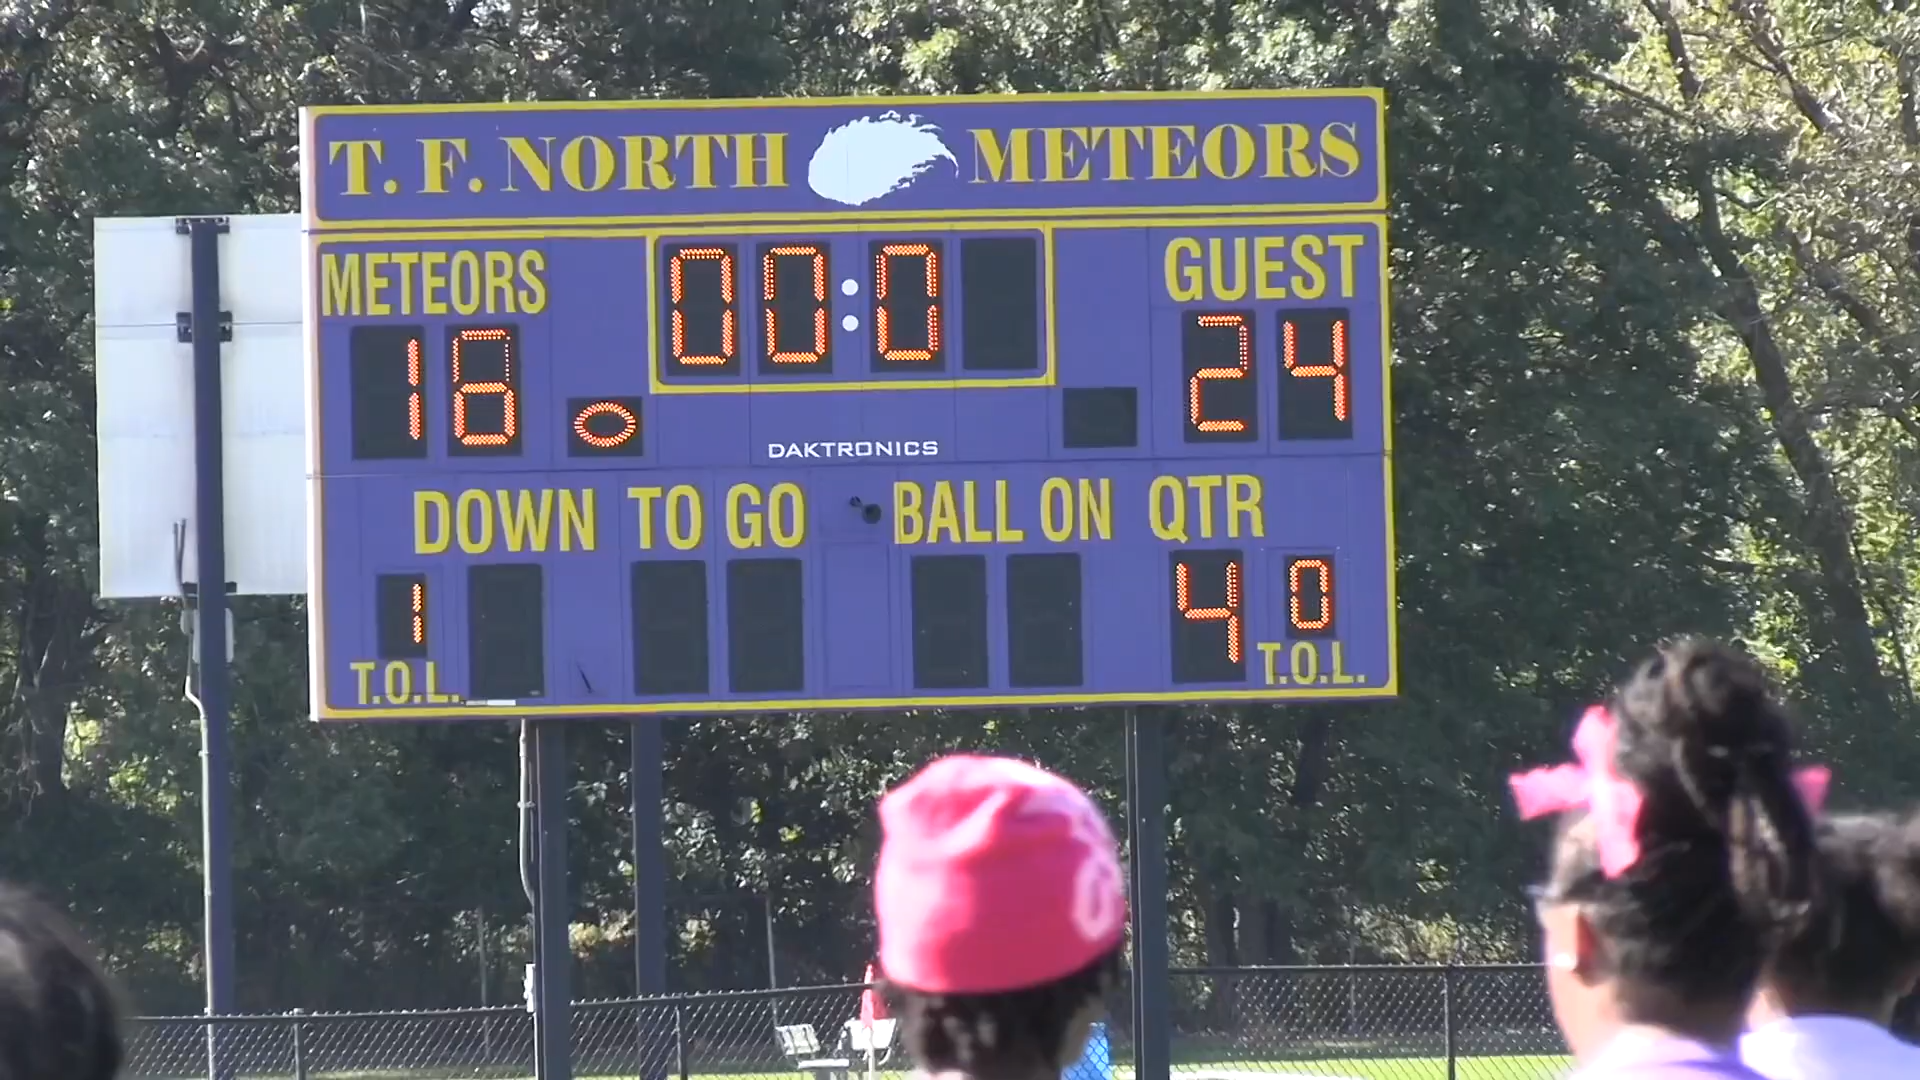 T. F. NORTH METEORS
METEORS 00:0 GUEST
18 24
DAKTRONICS
DOWN TO GO BALL ON QTR
1 4 0
T.O.L. T.O.L.